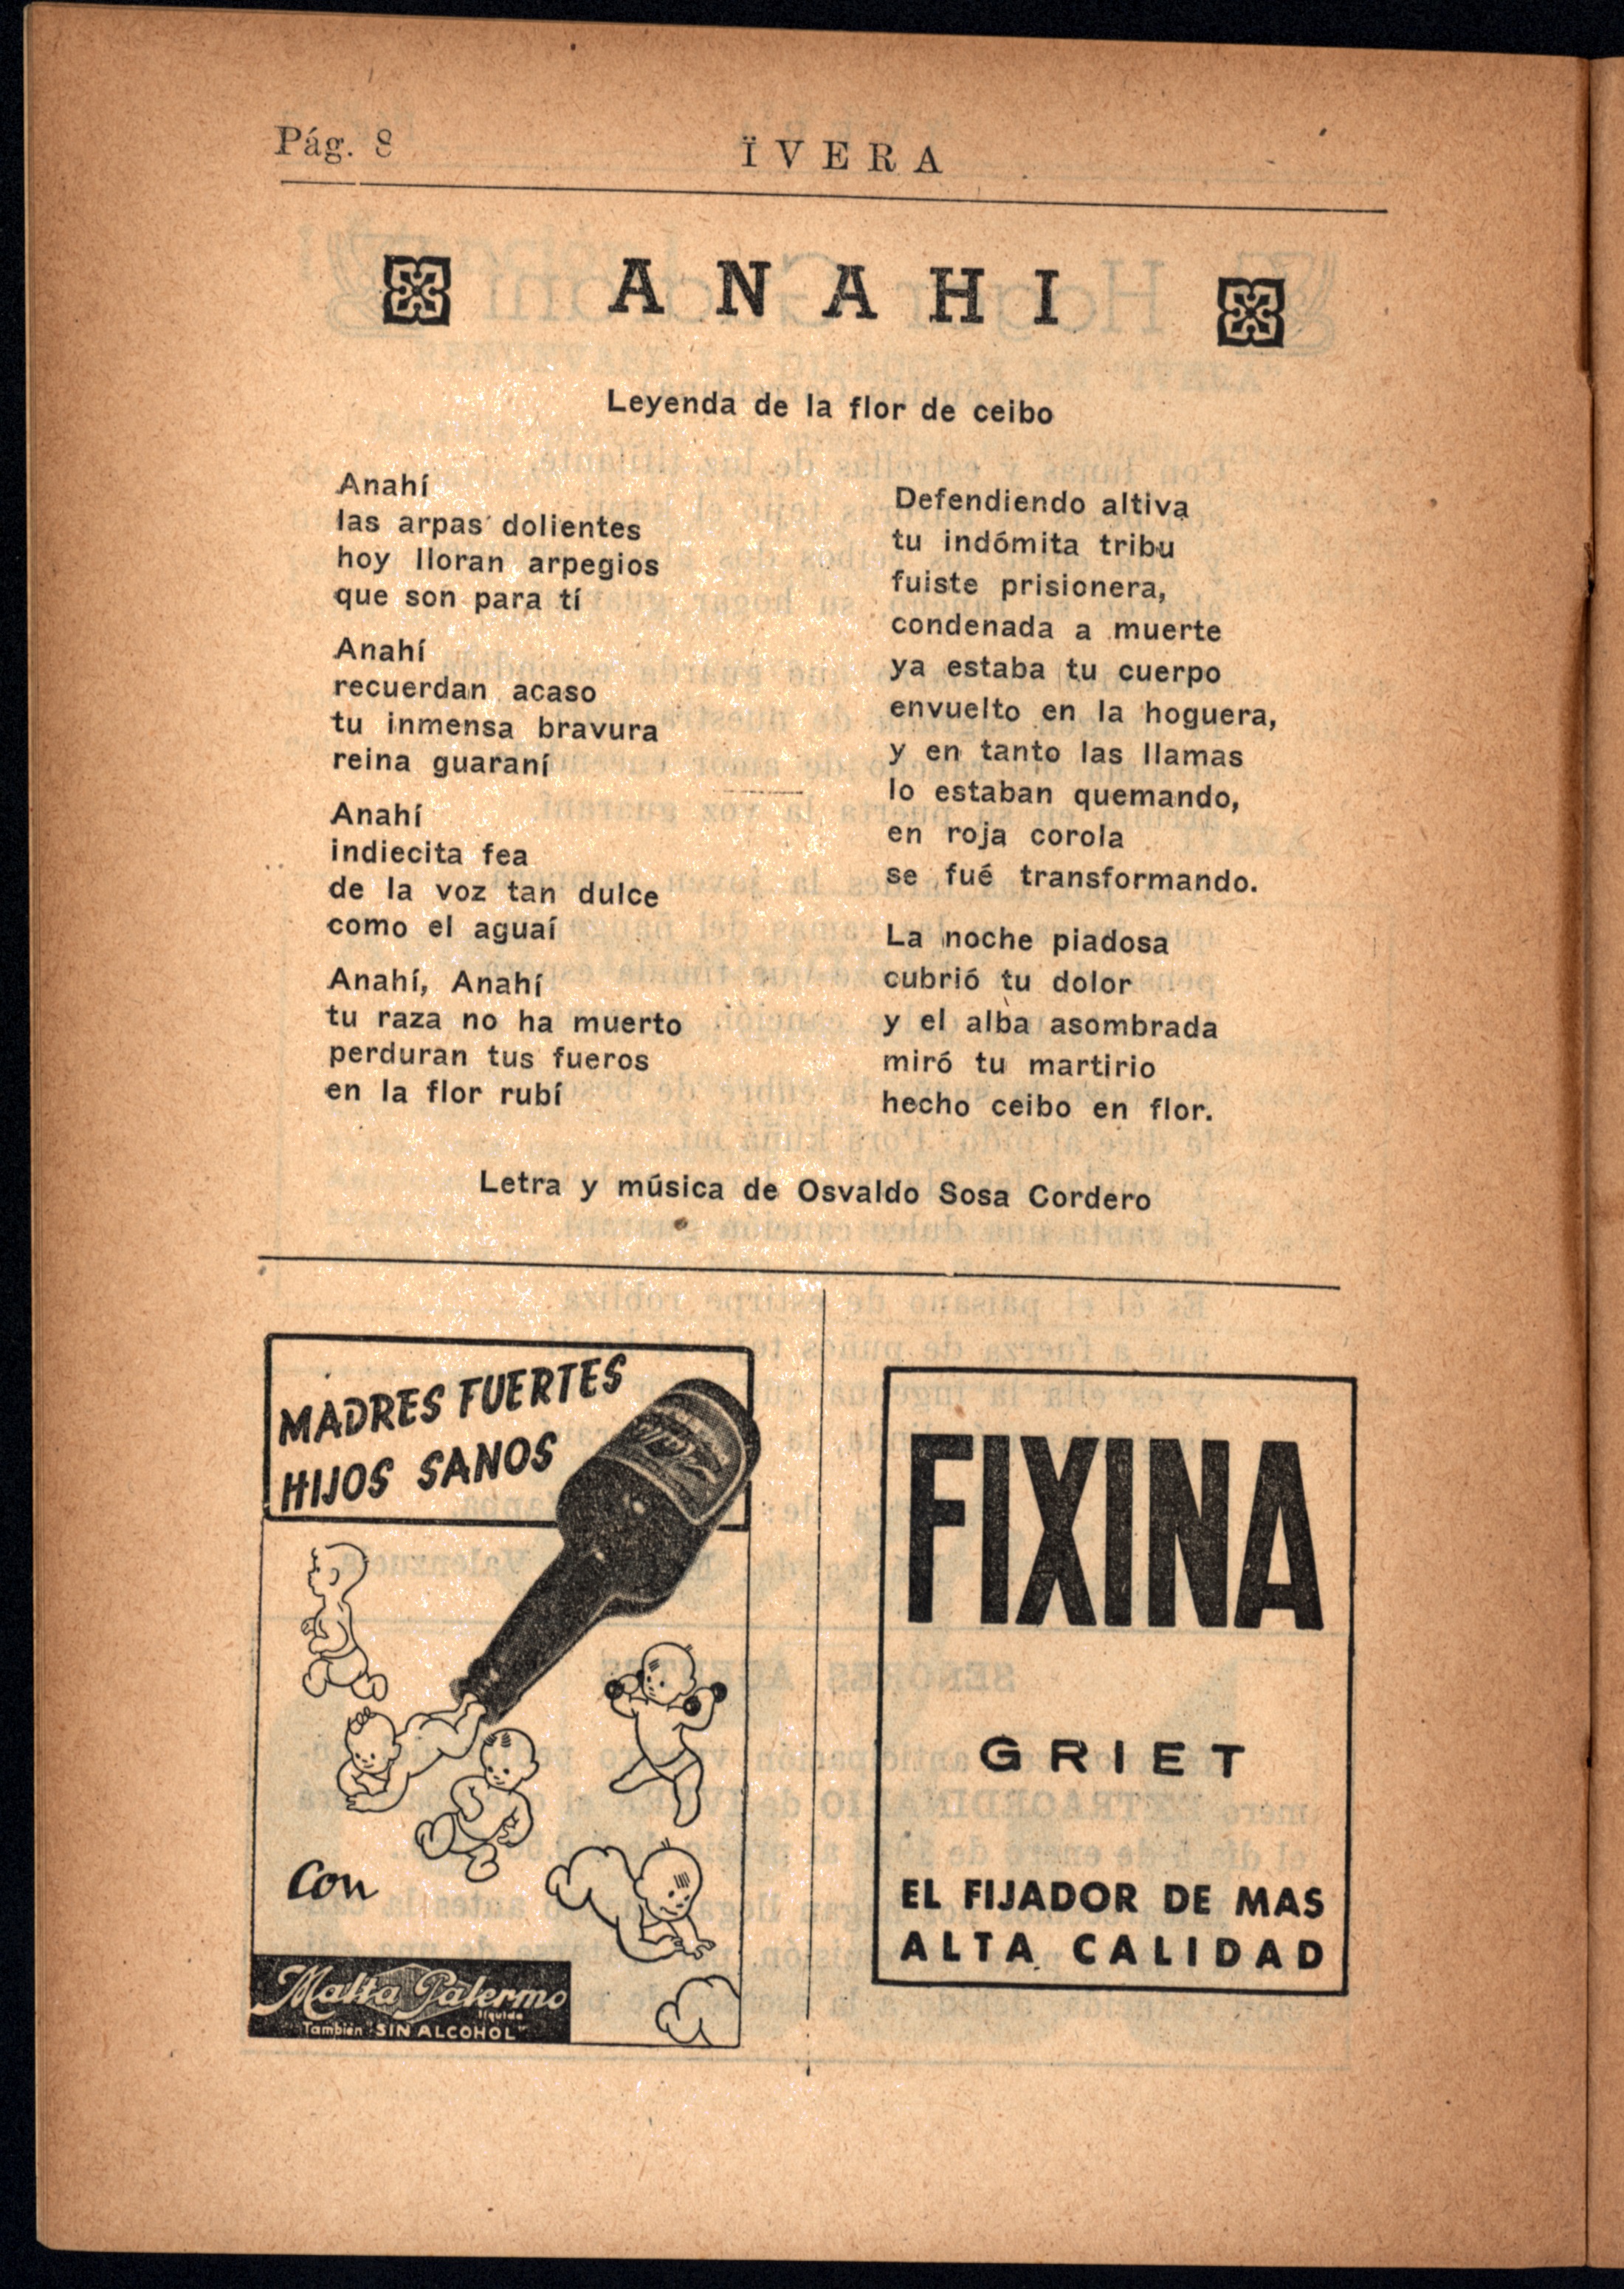 Pág. 8
ÏVERA
ANAHI
Leyenda de la flor de ceibo
Anahí
las arpas dolientes
hoy lloran arpegios
que son para tí
Anahí
recuerdan acaso
tu inmensa bravura
reina guaraní
Anahí
indiecita fea
de la voz tan dulce
como el aguaí
Anahí, Anahí
tu raza no ha muerto
perduran tus fueros
en la flor rubí
Defendiendo altiva
tu indómita tribu
fuiste prisionera,
condenada a muerte
ya estaba tu cuerpo
envuelto en la hoguera,
y en tanto las llamas
lo estaban quemando,
en roja corola
se fué transformando.
La noche piadosa
cubrió tu dolor
y el alba asombrada
miró tu martirio
hecho ceibo en flor.
Letra y música de Osvaldo Sosa Cordero
MADRES FUERTES
HIJOS SANOS
Con
Malta Palermo
líquida
También "SIN ALCOHOL"
FIXINA
GRIET
EL FIJADOR DE MAS
ALTA CALIDAD